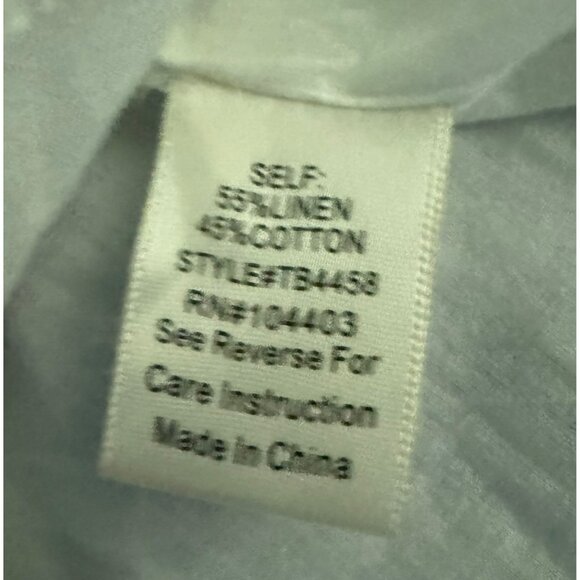 SELF:
55%LINEN
45%COTTON
STYLE#TB4458
RN#104403
See Reverse For
Care Instruction
Made In China